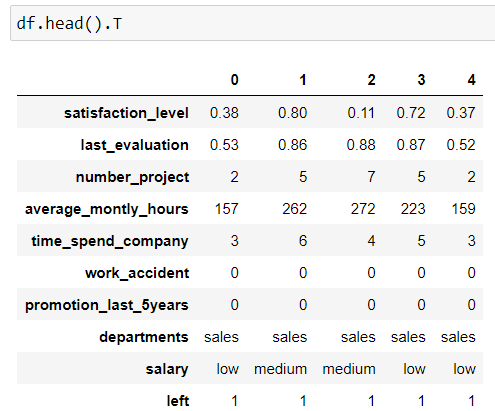 df.head().T
0 1 2 3 4
satisfaction_level 0.38 0.80 0.11 0.72 0.37
last_evaluation 0.53 0.86 0.88 0.87 0.52
number_project 2 5 7 5 2
average_montly_hours 157 262 272 223 159
time_spend_company 3 6 4 5 3
work_accident 0 0 0 0 0
promotion_last_5years 0 0 0 0 0
departments sales sales sales sales sales
salary low medium medium low low
left 1 1 1 1 1